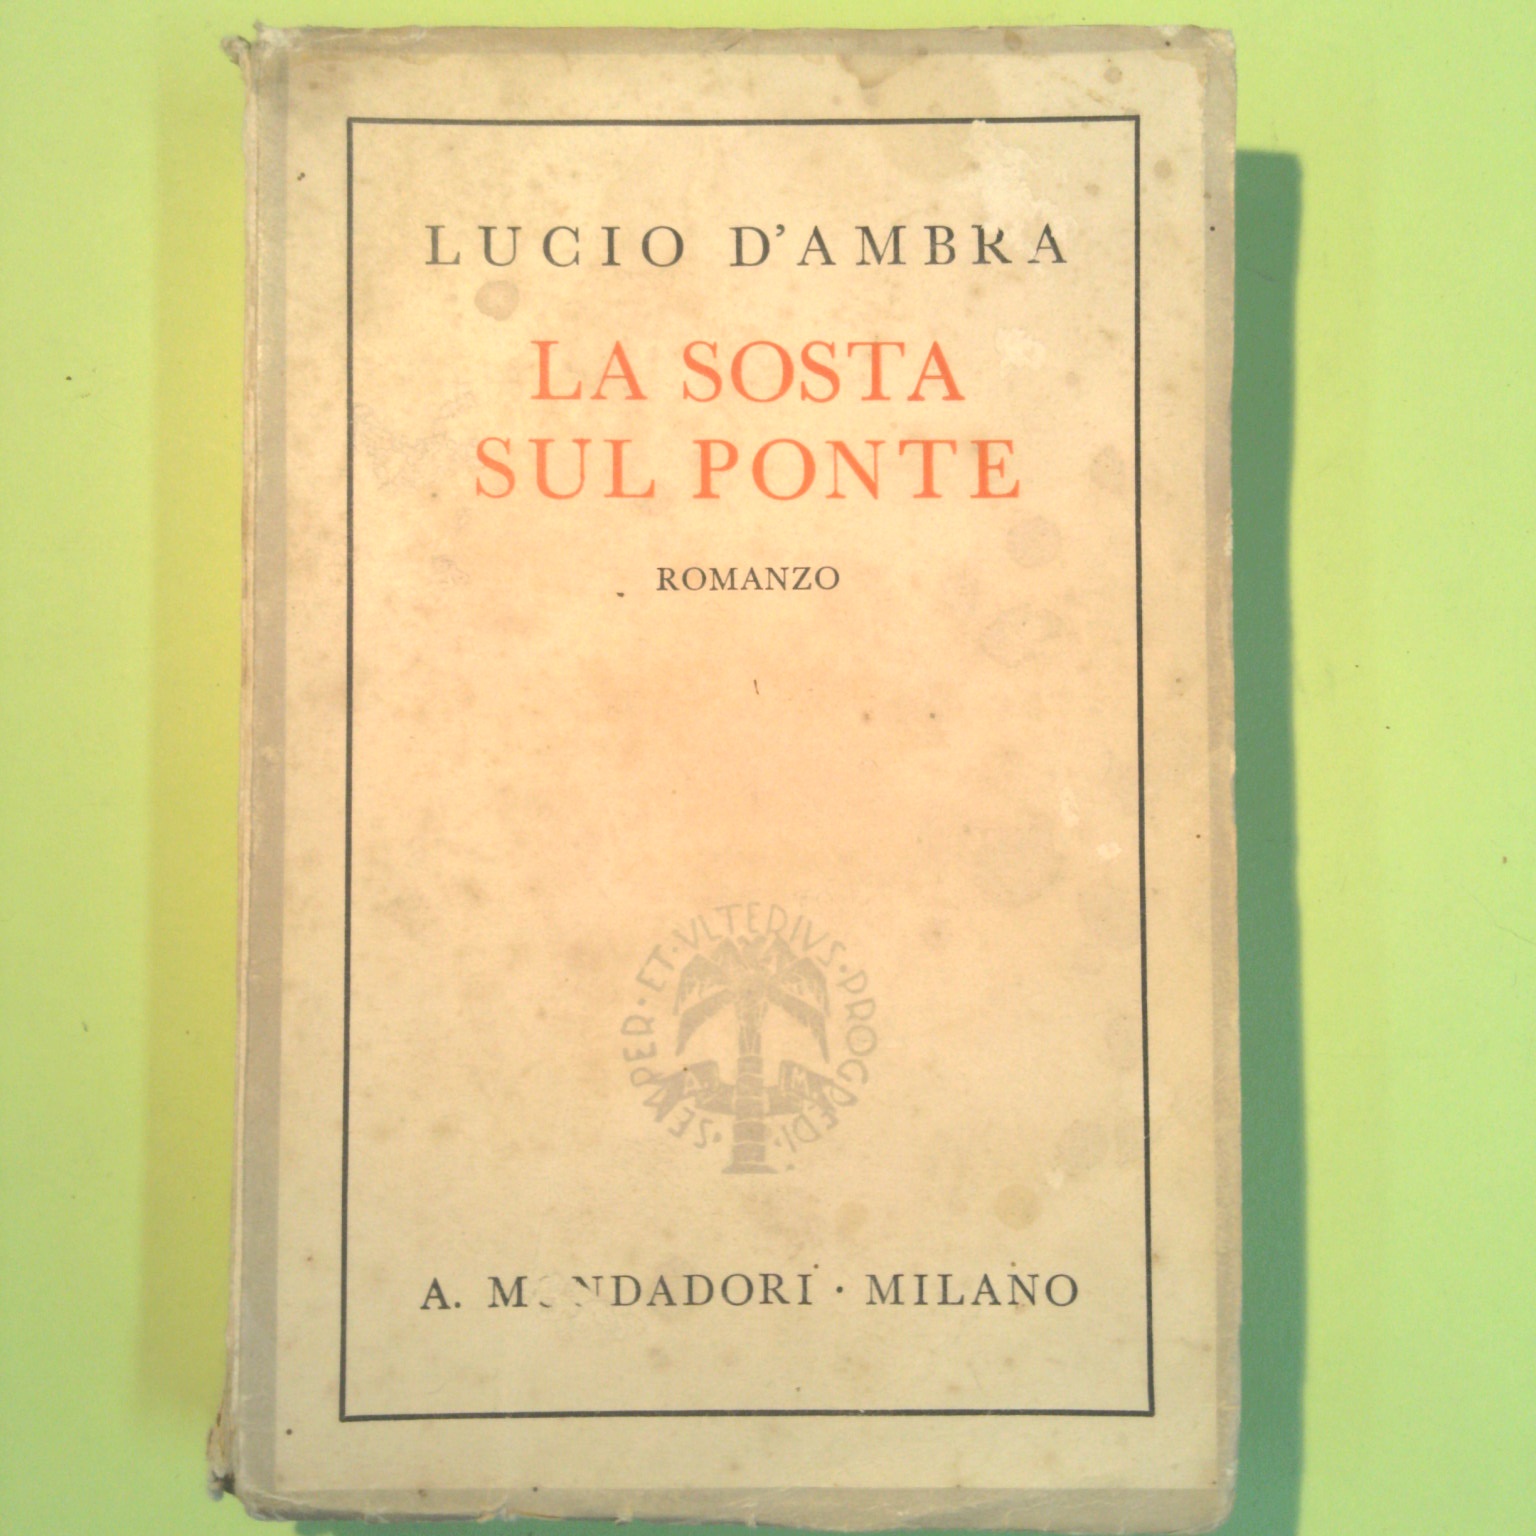 LUCIO D'AMBRA
LA SOSTA
SUL PONTE
ROMANZO
SEMPER · ET · VLTERIVS · PROGREDI ·
A. M.
A. MONDADORI · MILANO